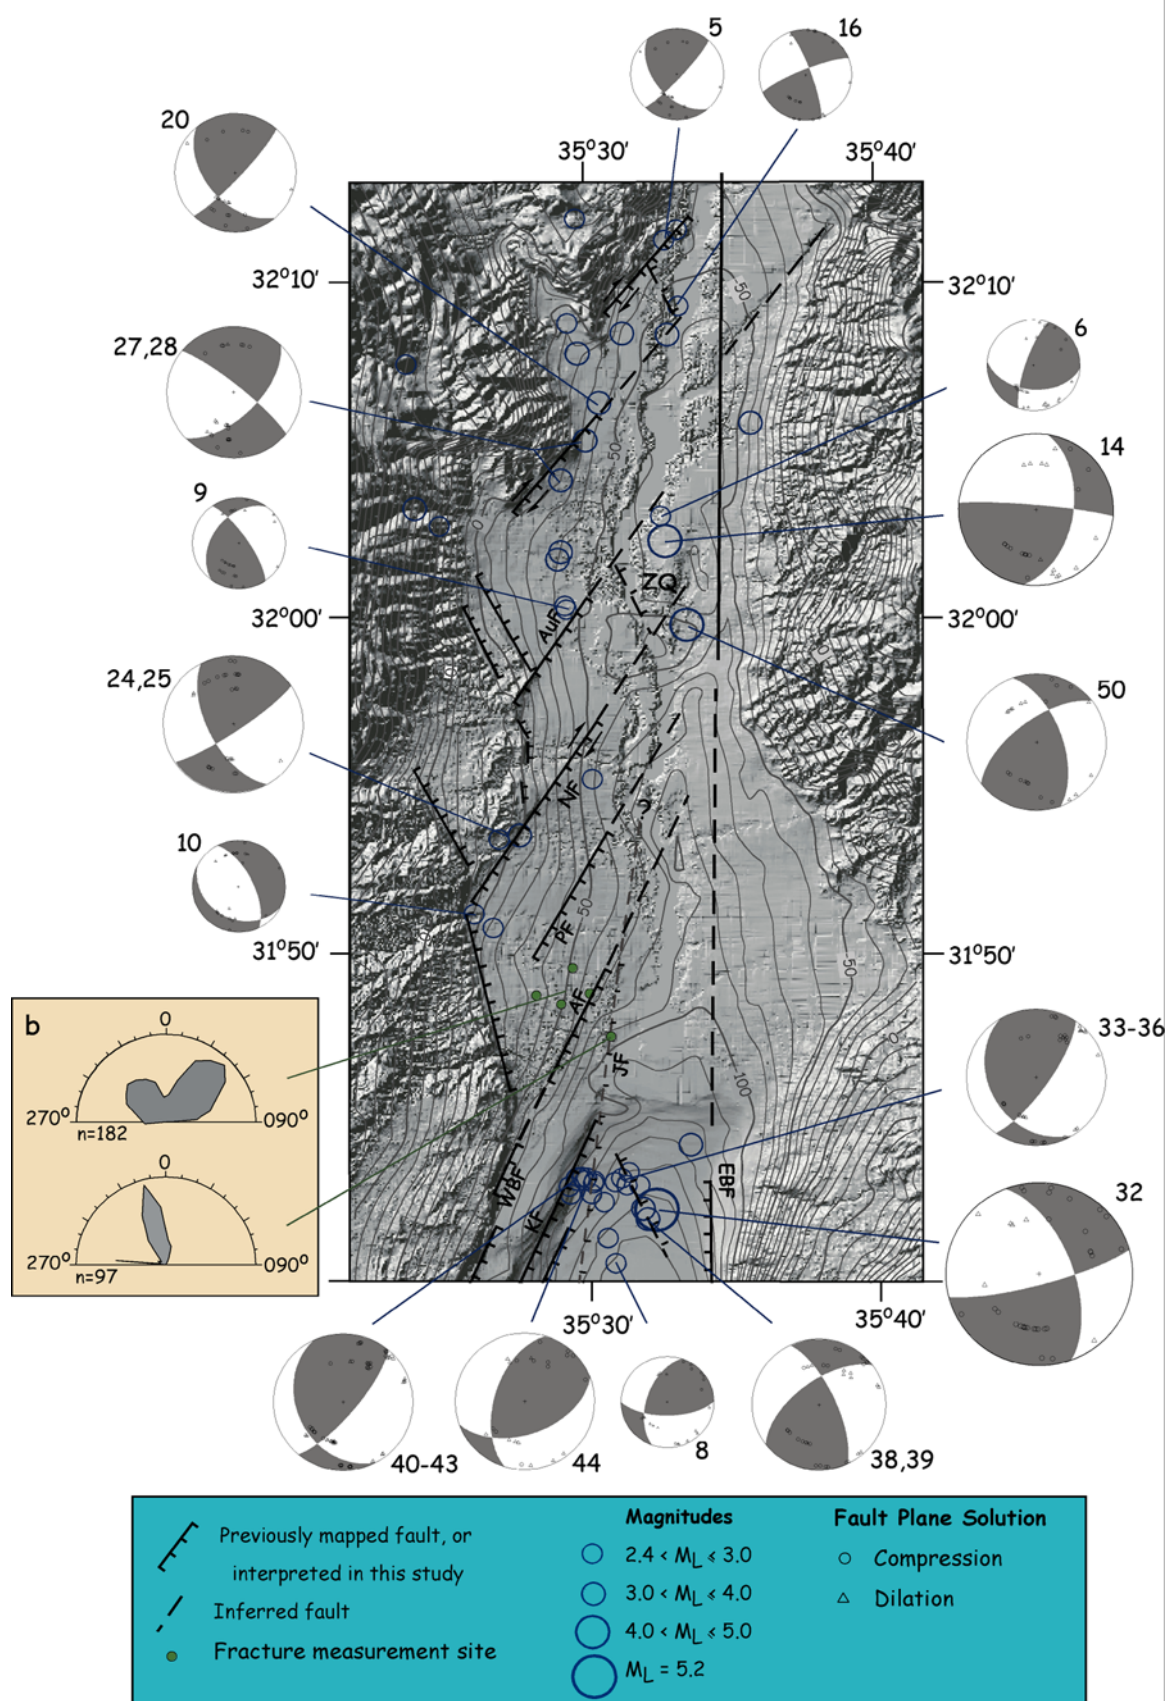 5
16
20
35°30'
35°40'
32°10'
32°10'
50
27,28
6
14
50
9
0
ZQ
32°00'
32°00'
AuF
24,25
50
NF
?
10
50
PF
31°50'
31°50'
50
AF
33-36
b
0
270°
090°
n=182
JF
100
0
270°
090°
n=97
WBF
KF
EBF
32
35°30'
35°40'
40-43
44
8
38,39
Previously mapped fault, or
interpreted in this study
Inferred fault
Fracture measurement site
Magnitudes
2.4 < ML ≤ 3.0
3.0 < ML ≤ 4.0
4.0 < ML ≤ 5.0
ML = 5.2
Fault Plane Solution
Compression
Dilation